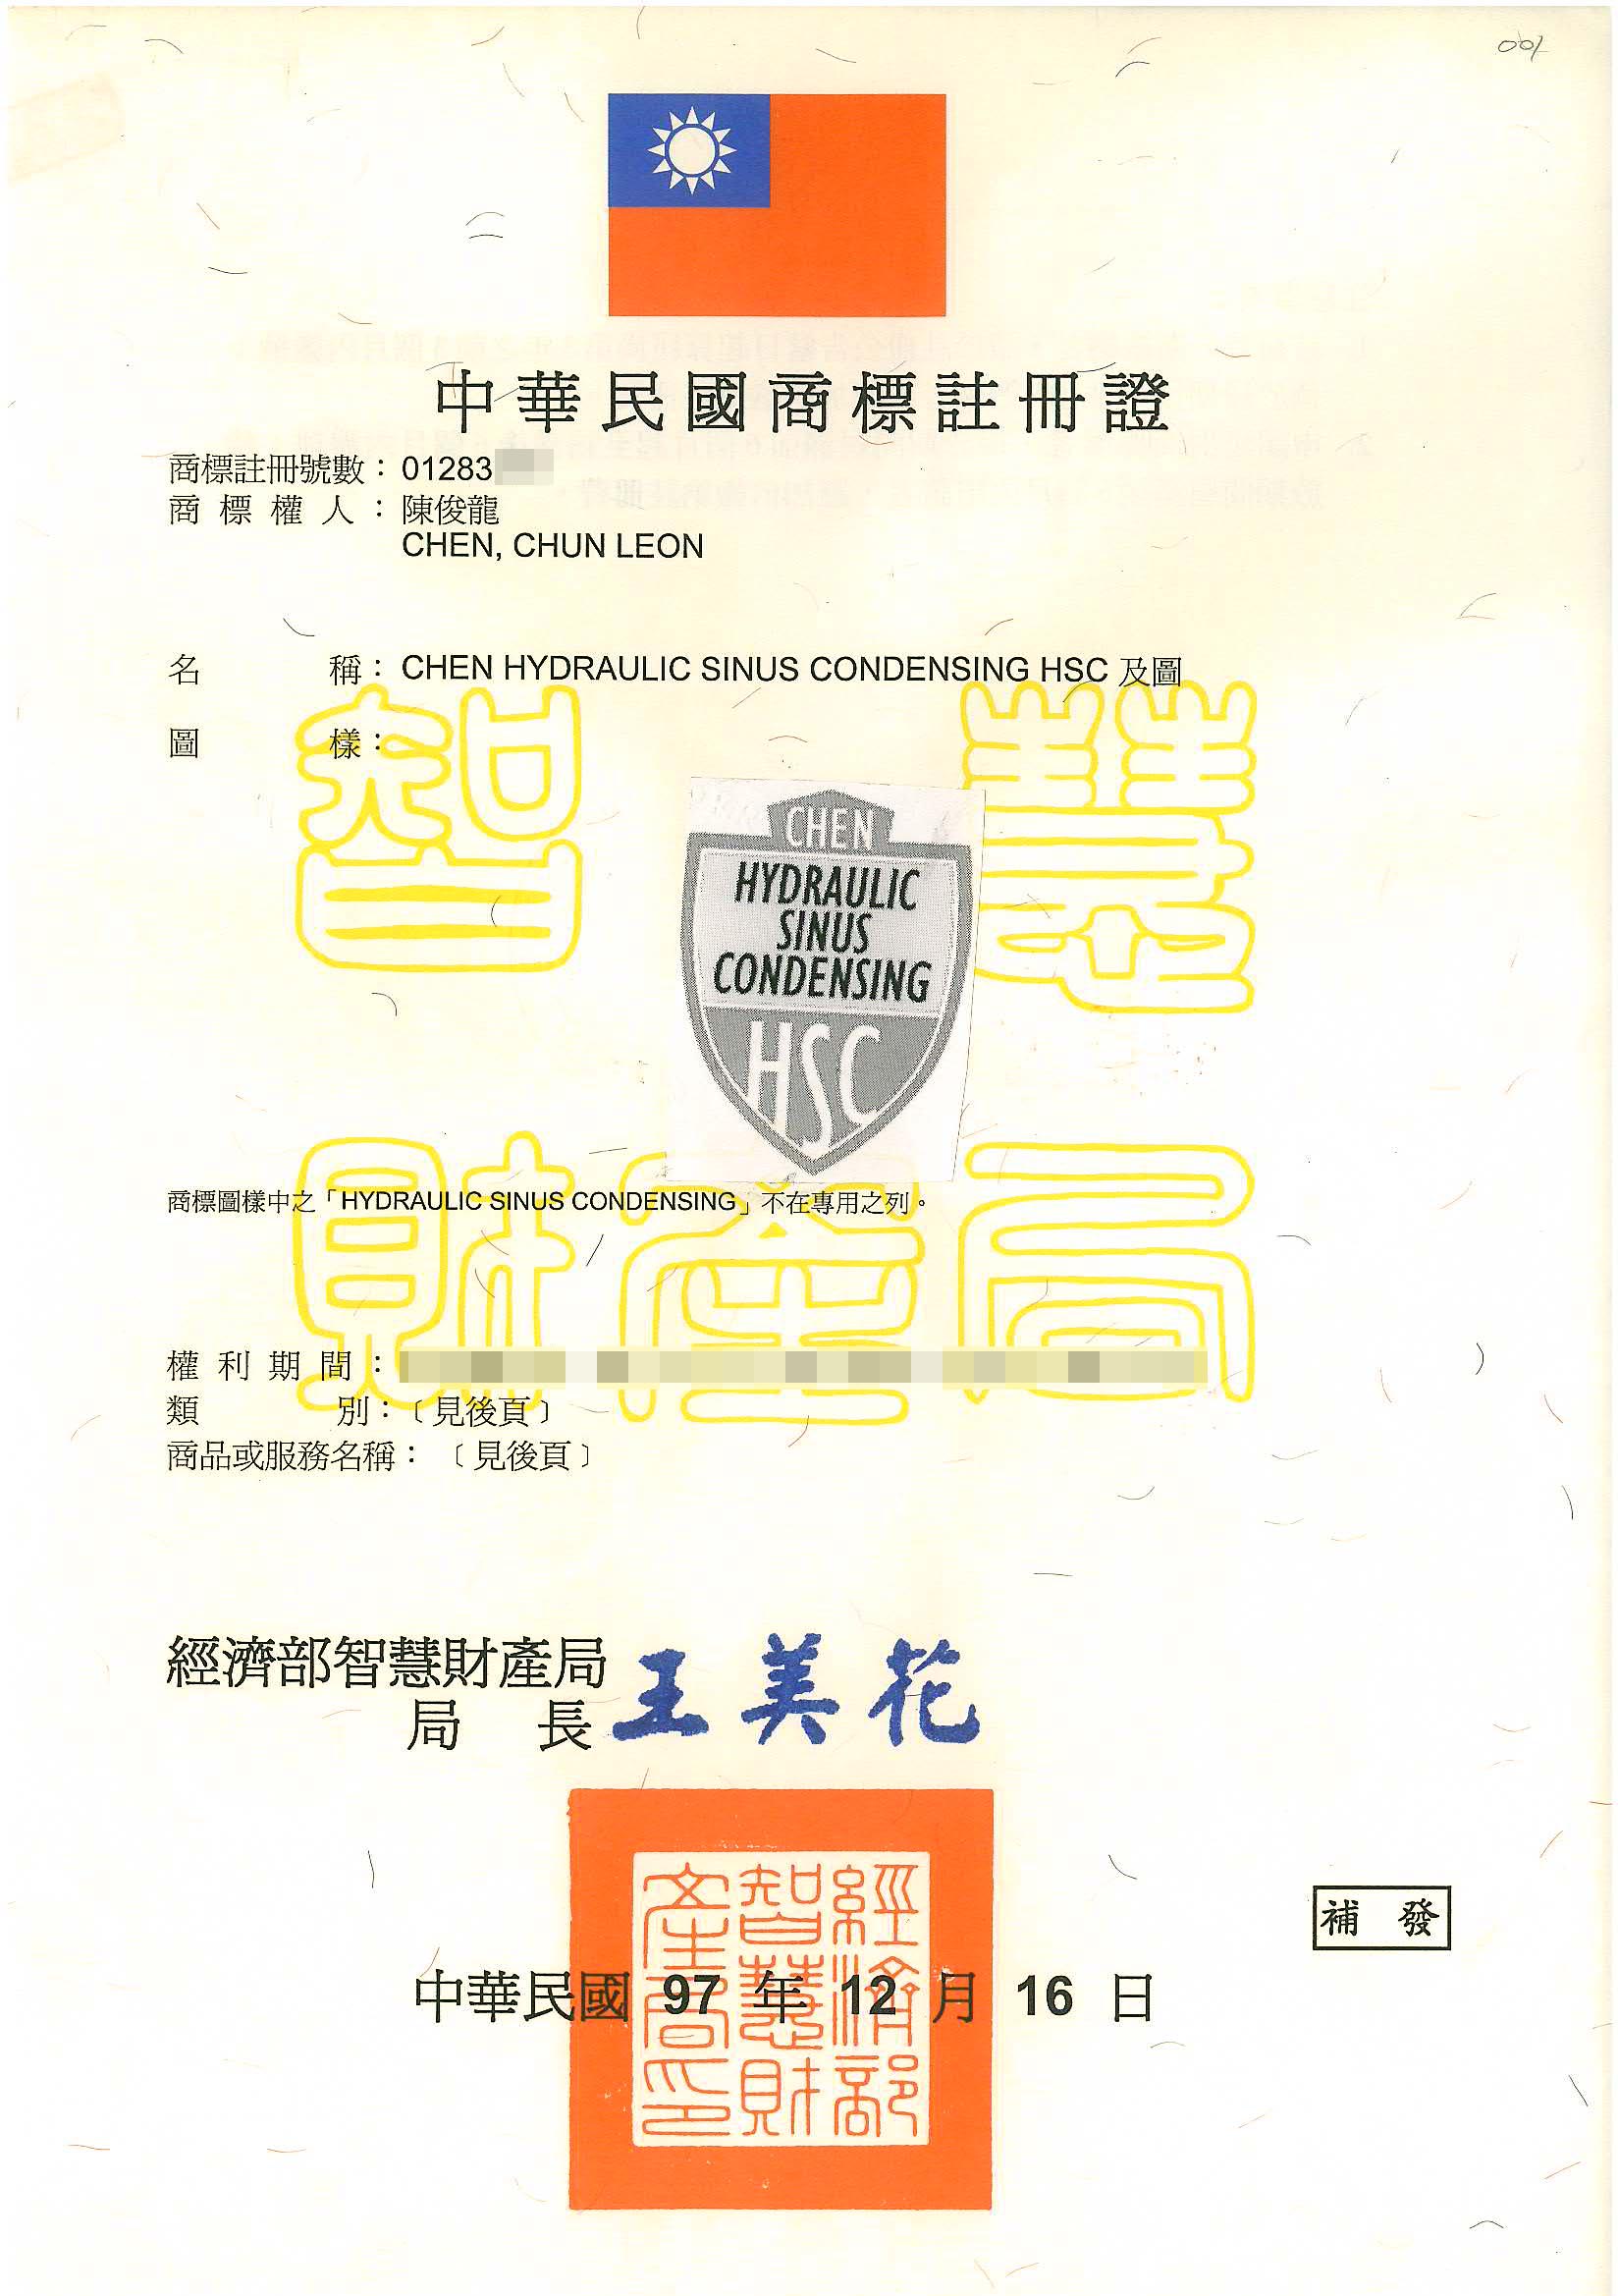 001
中華民國商標註冊證
商標註冊號數：01283
商標權人：陳俊龍
CHEN, CHUN LEON
名稱：CHEN HYDRAULIC SINUS CONDENSING HSC 及圖
圖樣：
智慧
CHEN
HYDRAULIC
SINUS
CONDENSING
HSC
財產局
商標圖樣中之「HYDRAULIC SINUS CONDENSING」不在專用之列。
權利期間：
類別：〔見後頁〕
商品或服務名稱：〔見後頁〕
經濟部智慧財產局
局長 王美花
經濟部
智慧財
產局印
補發
中華民國 97 年 12 月 16 日